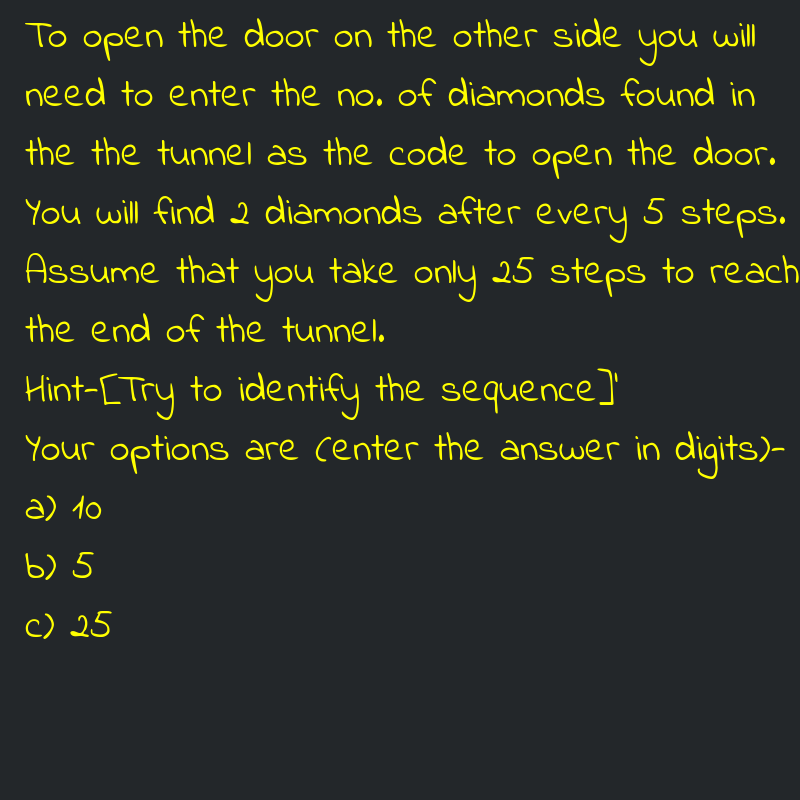 To open the door on the other side you will
need to enter the no. of diamonds found in
the the tunnel as the code to open the door.
You will find 2 diamonds after every 5 steps.
Assume that you take only 25 steps to reach
the end of the tunnel.
Hint-[Try to identify the sequence]'
Your options are (enter the answer in digits)-
a) 10
b) 5
c) 25